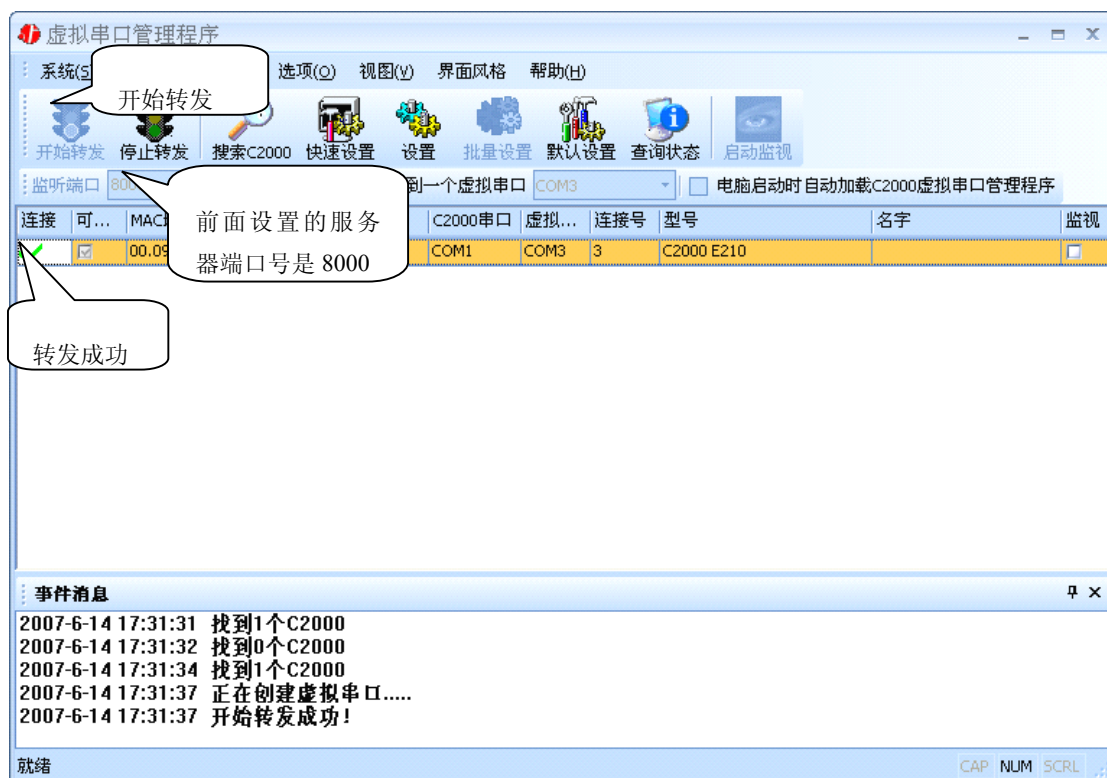 虚拟串口管理程序
系统(S 选项(O) 视图(V) 界面风格 帮助(H)
开始转发
开始转发 停止转发 搜索C2000 快速设置 设置 批量设置 默认设置 查询状态 启动监视
监听端口 800 到一个虚拟串口 COM3 电脑启动时自动加载C2000虚拟串口管理程序
前面设置的服务
器端口号是 8000
连接 可... MAC C2000串口 虚拟... 连接号 型号 名字 监视
00.09 COM1 COM3 3 C2000 E210
转发成功
事件消息
2007-6-14 17:31:31 找到1个C2000
2007-6-14 17:31:32 找到0个C2000
2007-6-14 17:31:34 找到1个C2000
2007-6-14 17:31:37 正在创建虚拟串口.....
2007-6-14 17:31:37 开始转发成功!
就绪 CAP NUM SCRL